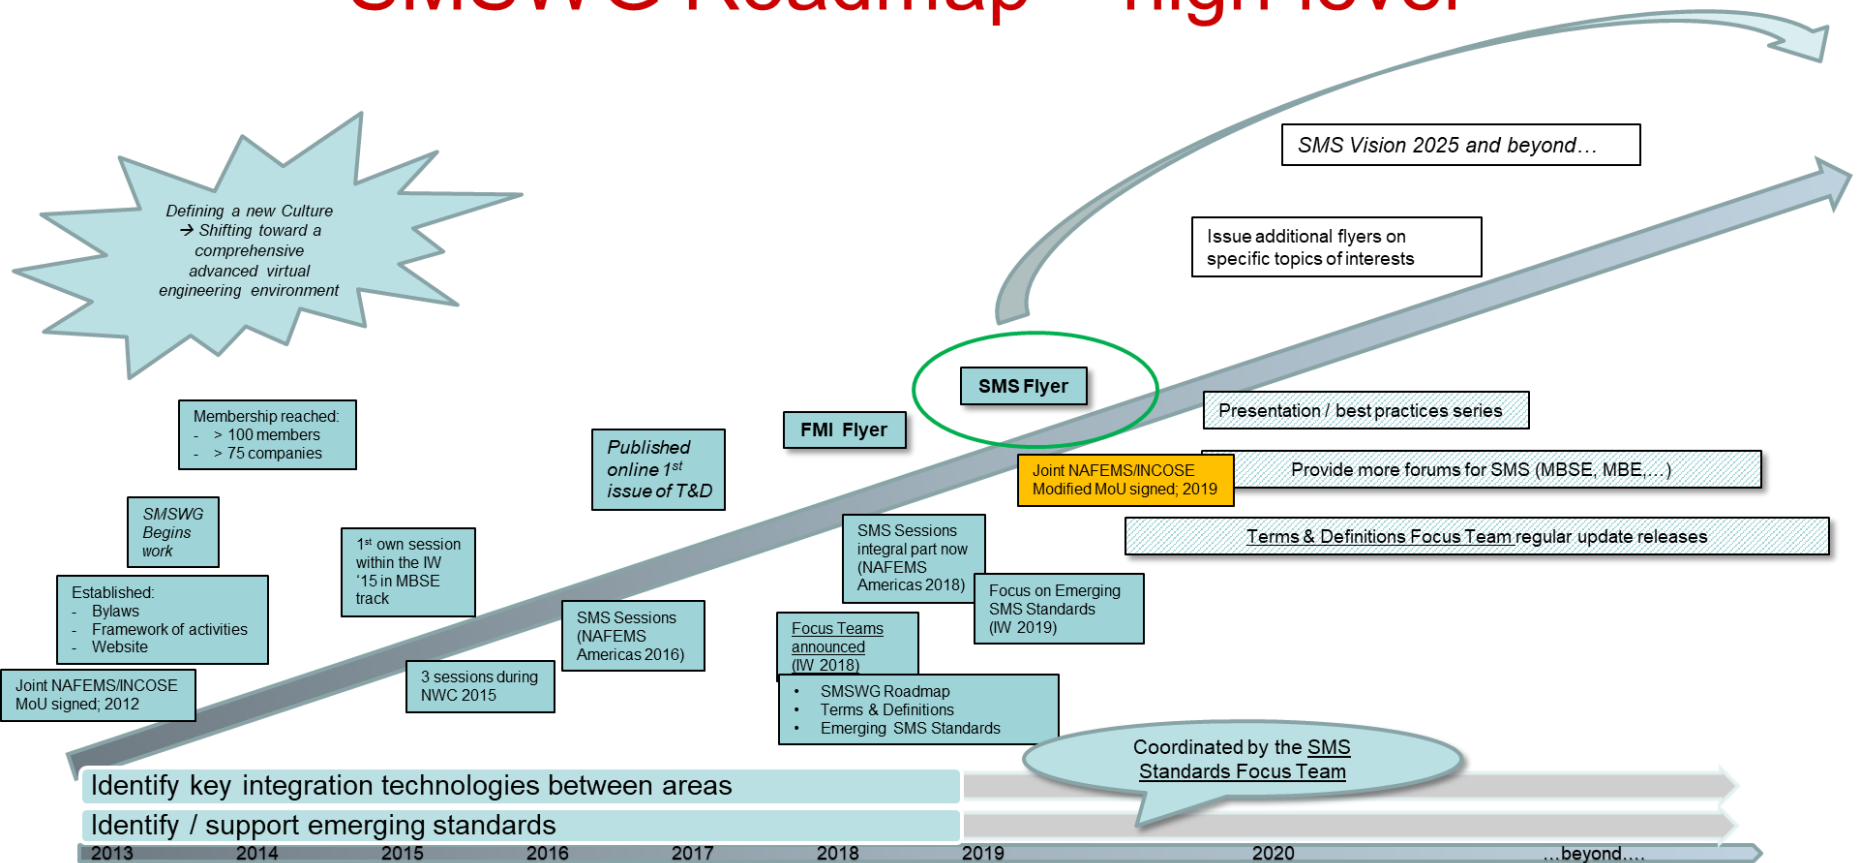 SMSWG Roadmap – high-level
SMS Vision 2025 and beyond…
Defining a new Culture
→ Shifting toward a
comprehensive
advanced virtual
engineering environment
Issue additional flyers on
specific topics of interests
SMS Flyer
FMI Flyer
Membership reached:
- > 100 members
- > 75 companies
Published
online 1st
issue of T&D
Presentation / best practices series
Joint NAFEMS/INCOSE
Modified MoU signed; 2019
Provide more forums for SMS (MBSE, MBE,…)
SMSWG
Begins
work
1st own session
within the IW
‘15 in MBSE
track
SMS Sessions
integral part now
(NAFEMS
Americas 2018)
Terms & Definitions Focus Team regular update releases
Established:
- Bylaws
- Framework of activities
- Website
SMS Sessions
(NAFEMS
Americas 2016)
Focus on Emerging
SMS Standards
(IW 2019)
Focus Teams
announced
(IW 2018)
Joint NAFEMS/INCOSE
MoU signed; 2012
3 sessions during
NWC 2015
• SMSWG Roadmap
• Terms & Definitions
• Emerging SMS Standards
Coordinated by the SMS
Standards Focus Team
Identify key integration technologies between areas
Identify / support emerging standards
2013 2014 2015 2016 2017 2018 2019 2020 …beyond….